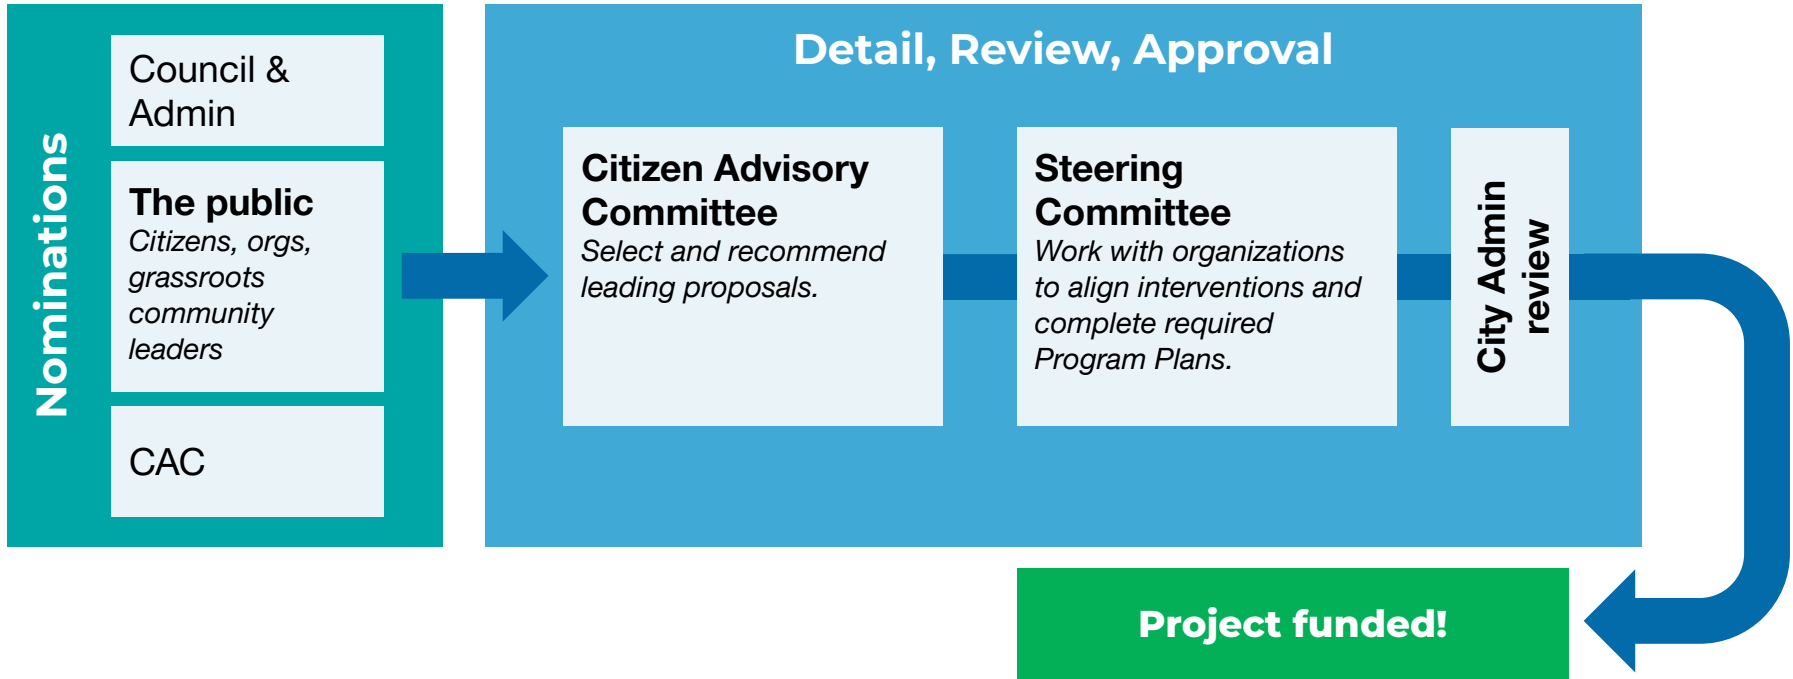 Nominations
Council &
Admin
The public
Citizens, orgs,
grassroots
community
leaders
CAC
Detail, Review, Approval
Citizen Advisory
Committee
Select and recommend
leading proposals.
Steering
Committee
Work with organizations
to align interventions and
complete required
Program Plans.
City Admin
review
Project funded!